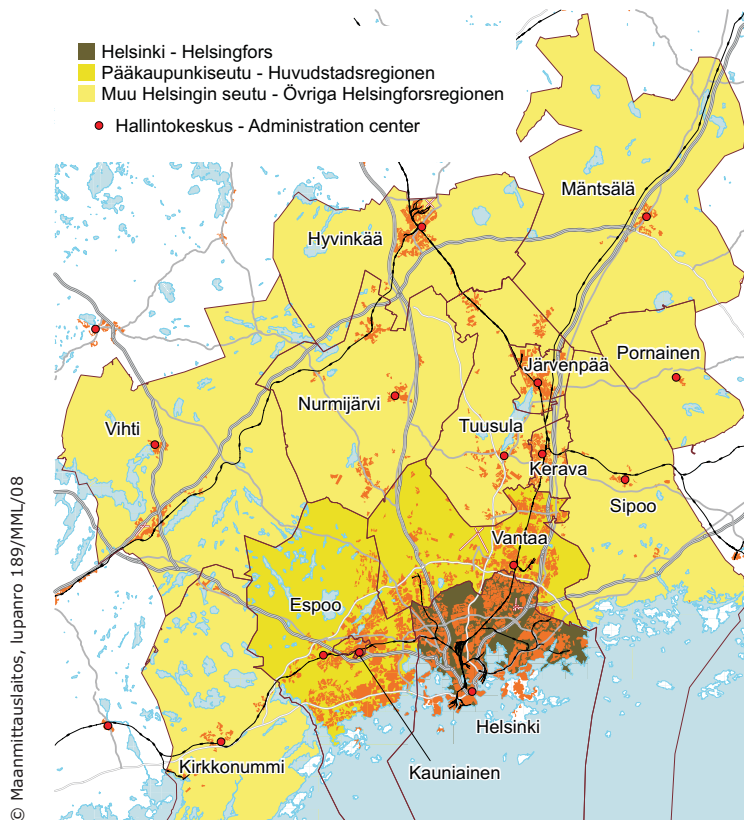 Helsinki - Helsingfors
Pääkaupunkiseutu - Huvudstadsregionen
Muu Helsingin seutu - Övriga Helsingforsregionen
Hallintokeskus - Administration center
Mäntsälä
Hyvinkää
Pornainen
Järvenpää
Nurmijärvi
Vihti
Tuusula
Kerava
Sipoo
Vantaa
Espoo
Helsinki
Kirkkonummi
Kauniainen
© Maanmittauslaitos, lupanro 189/MML/08